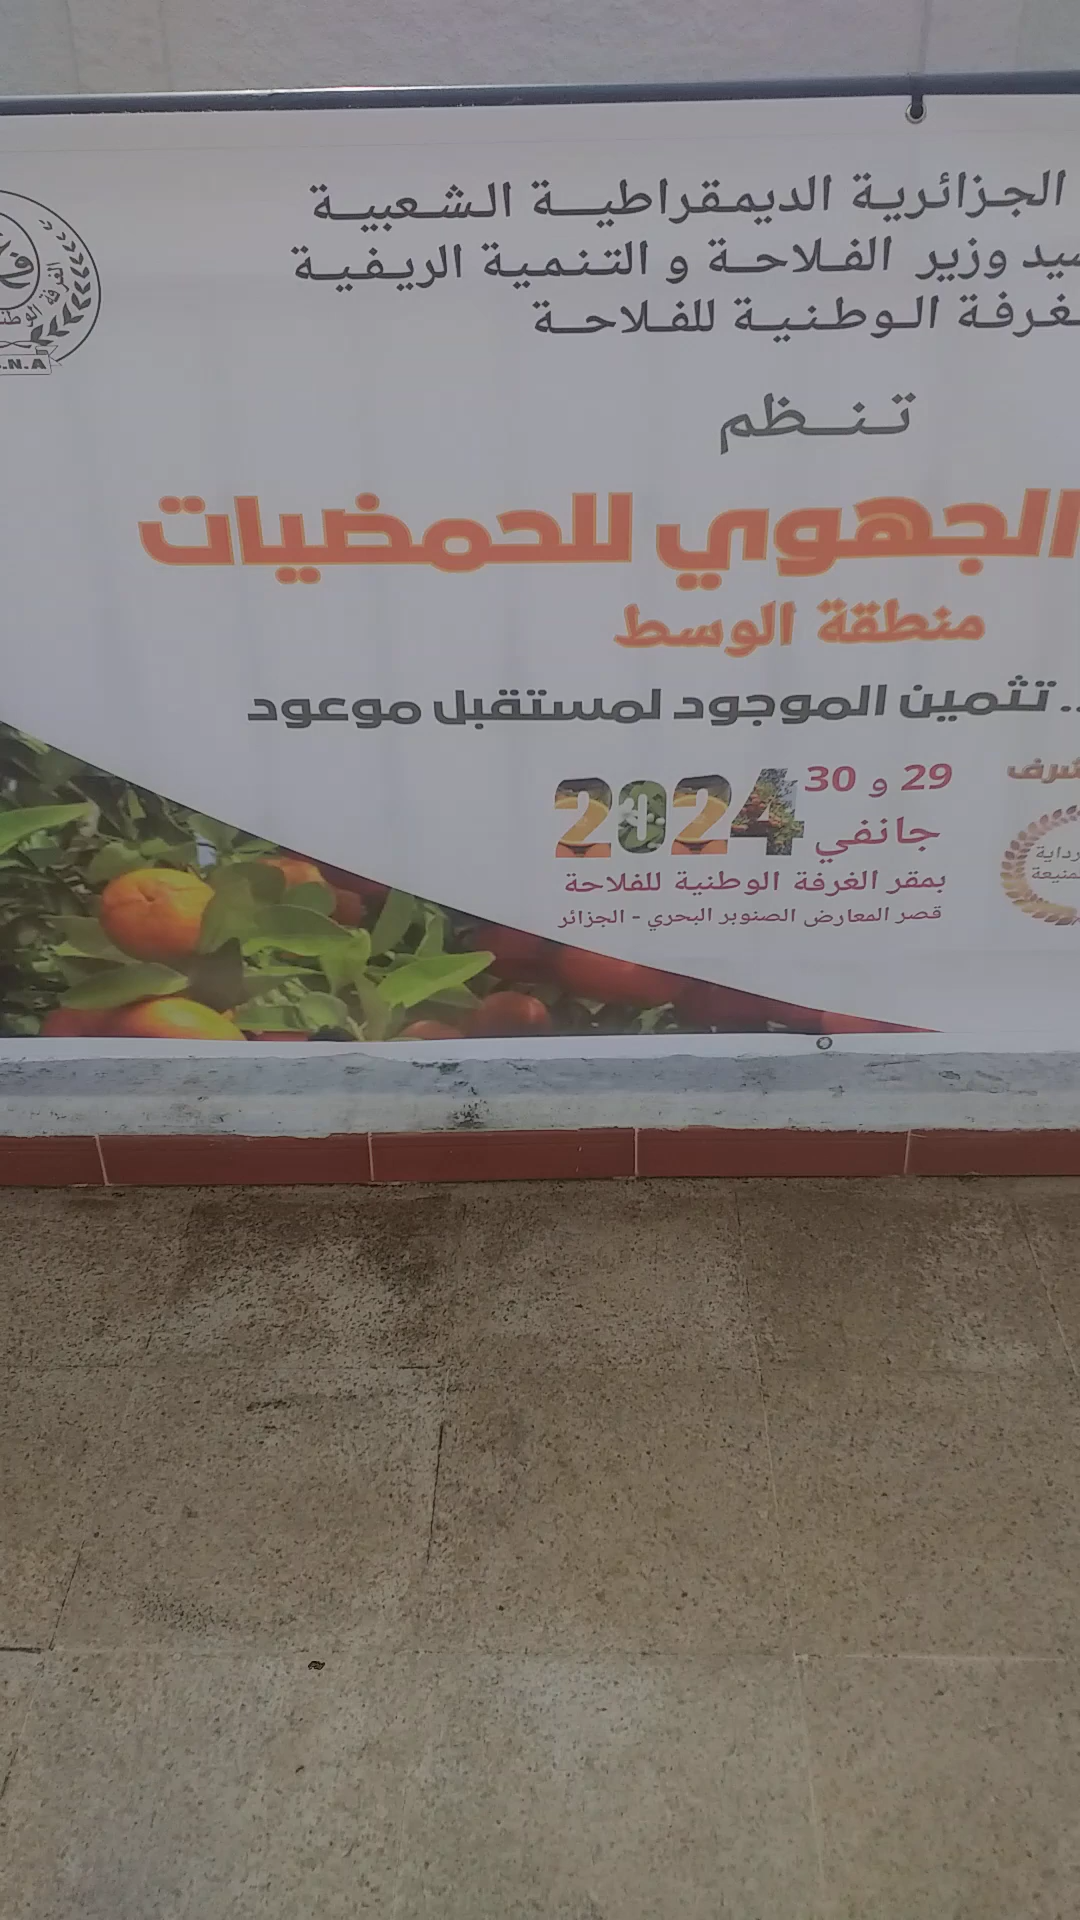 الجزائرية الديمقراطية الشعبية
وزير الفلاحة و التنمية الريفية
الوطنية للفلاحة
تنظم
الجهوي للحمضيات
منطقة الوسط
.. تثمين الموجود لمستقبل موعود
29 و 30
جانفي
2024
بمقر الغرفة الوطنية للفلاحة
قصر المعارض الصنوبر البحري - الجزائر
.N.A